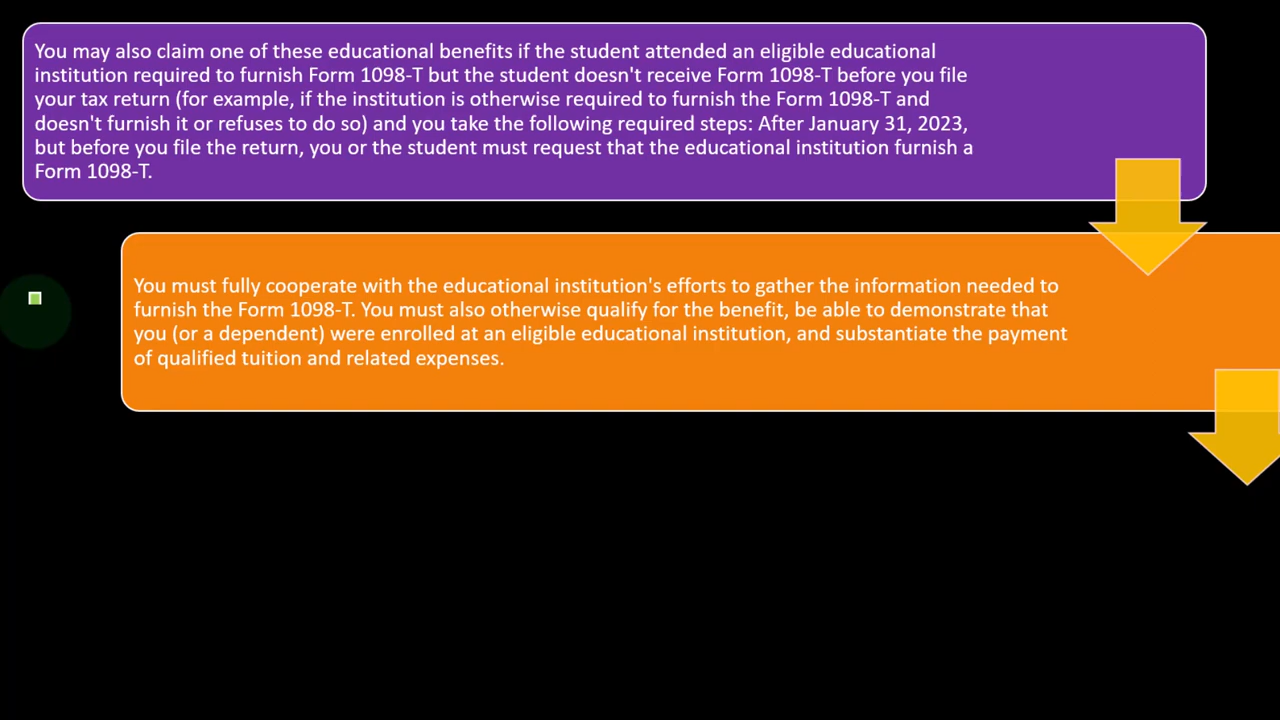 You may also claim one of these educational benefits if the student attended an eligible educational
institution required to furnish Form 1098-T but the student doesn't receive Form 1098-T before you file
your tax return (for example, if the institution is otherwise required to furnish the Form 1098-T and
doesn't furnish it or refuses to do so) and you take the following required steps: After January 31, 2023,
but before you file the return, you or the student must request that the educational institution furnish a
Form 1098-T.
You must fully cooperate with the educational institution's efforts to gather the information needed to
furnish the Form 1098-T. You must also otherwise qualify for the benefit, be able to demonstrate that
you (or a dependent) were enrolled at an eligible educational institution, and substantiate the payment
of qualified tuition and related expenses.